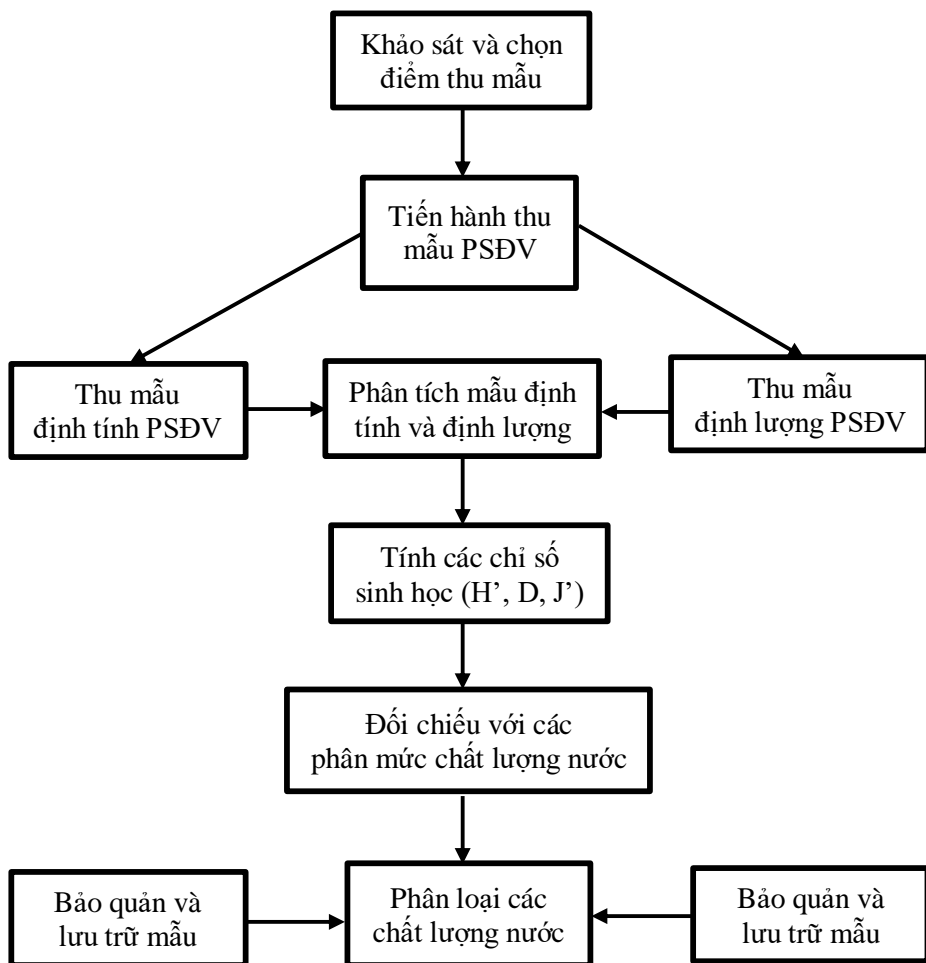 Khảo sát và chọn
điểm thu mẫu
Tiến hành thu
mẫu PSĐV
Thu mẫu
định tính PSĐV
Phân tích mẫu định
tính và định lượng
Thu mẫu
định lượng PSĐV
Tính các chỉ số
sinh học (H’, D, J’)
Đối chiếu với các
phân mức chất lượng nước
Bảo quản và
lưu trữ mẫu
Phân loại các
chất lượng nước
Bảo quản và
lưu trữ mẫu